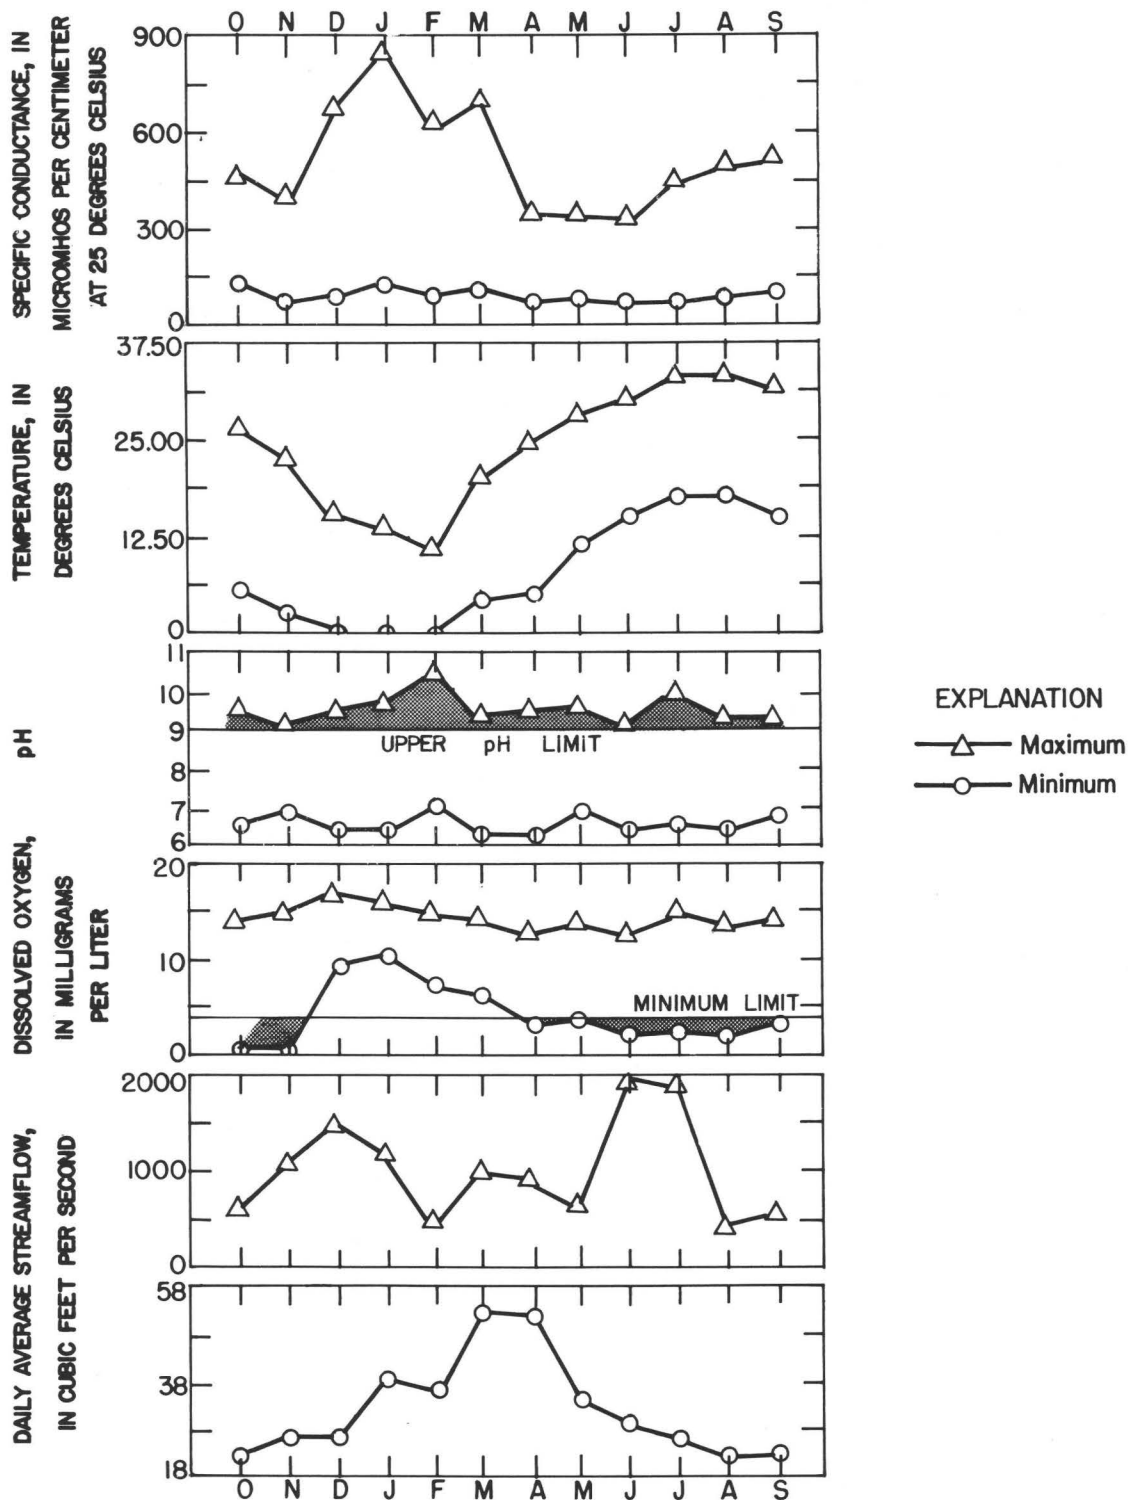 O N D J F M A M J J A S
SPECIFIC CONDUCTANCE, IN
MICROMHOS PER CENTIMETER
AT 25 DEGREES CELSIUS
900
600
300
0
TEMPERATURE, IN
DEGREES CELSIUS
37.50
25.00
12.50
0
pH
11
10
9
8
7
6
UPPER pH LIMIT
DISSOLVED OXYGEN,
IN MILLIGRAMS
PER LITER
20
10
0
MINIMUM LIMIT
DAILY AVERAGE STREAMFLOW,
IN CUBIC FEET PER SECOND
2000
1000
0
58
38
18
O N D J F M A M J J A S
EXPLANATION
Maximum
Minimum